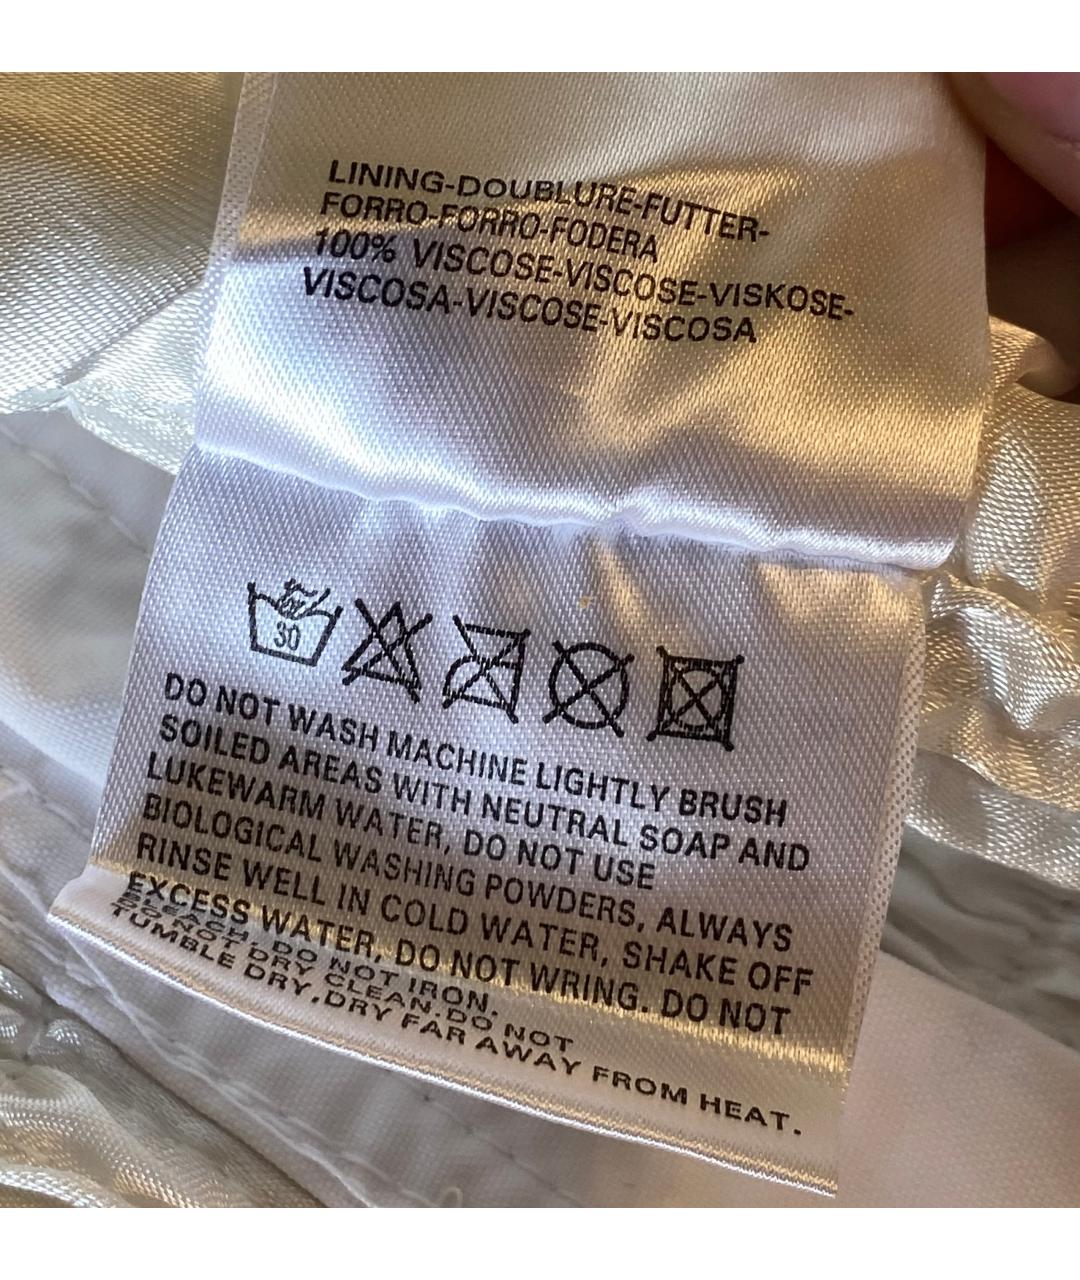 LINING-DOUBLURE-FUTTER-
FORRO-FORRO-FODERA
100% VISCOSE-VISCOSE-VISKOSE-
VISCOSA-VISCOSE-VISCOSA
30
DO NOT WASH MACHINE LIGHTLY BRUSH
SOILED AREAS WITH NEUTRAL SOAP AND
LUKEWARM WATER, DO NOT USE
BIOLOGICAL WASHING POWDERS, ALWAYS
RINSE WELL IN COLD WATER, SHAKE OFF
EXCESS WATER, DO NOT WRING. DO NOT
BLEACH. DO NOT IRON.
DO NOT DRY CLEAN.DO NOT
TUMBLE DRY,DRY FAR AWAY FROM HEAT.